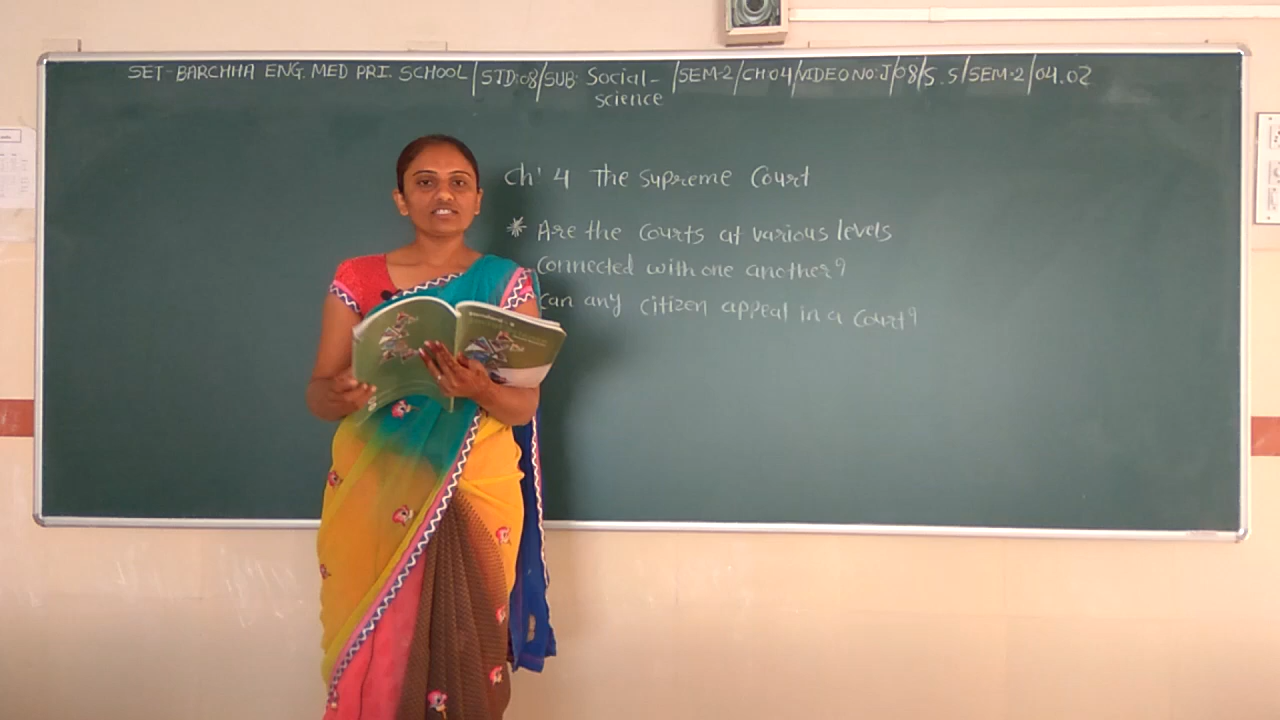 SET-BARCHHA ENG. MED PRI. SCHOOL | STD:08/SUB: Social- |SEM-2/CH:04/VIDEO NO:J/08/S.S/SEM-2/04.02
science
Ch' 4 The Supreme Court
* Are the Courts at various levels
Connected with one another?
Can any citizen appeal in a Court?